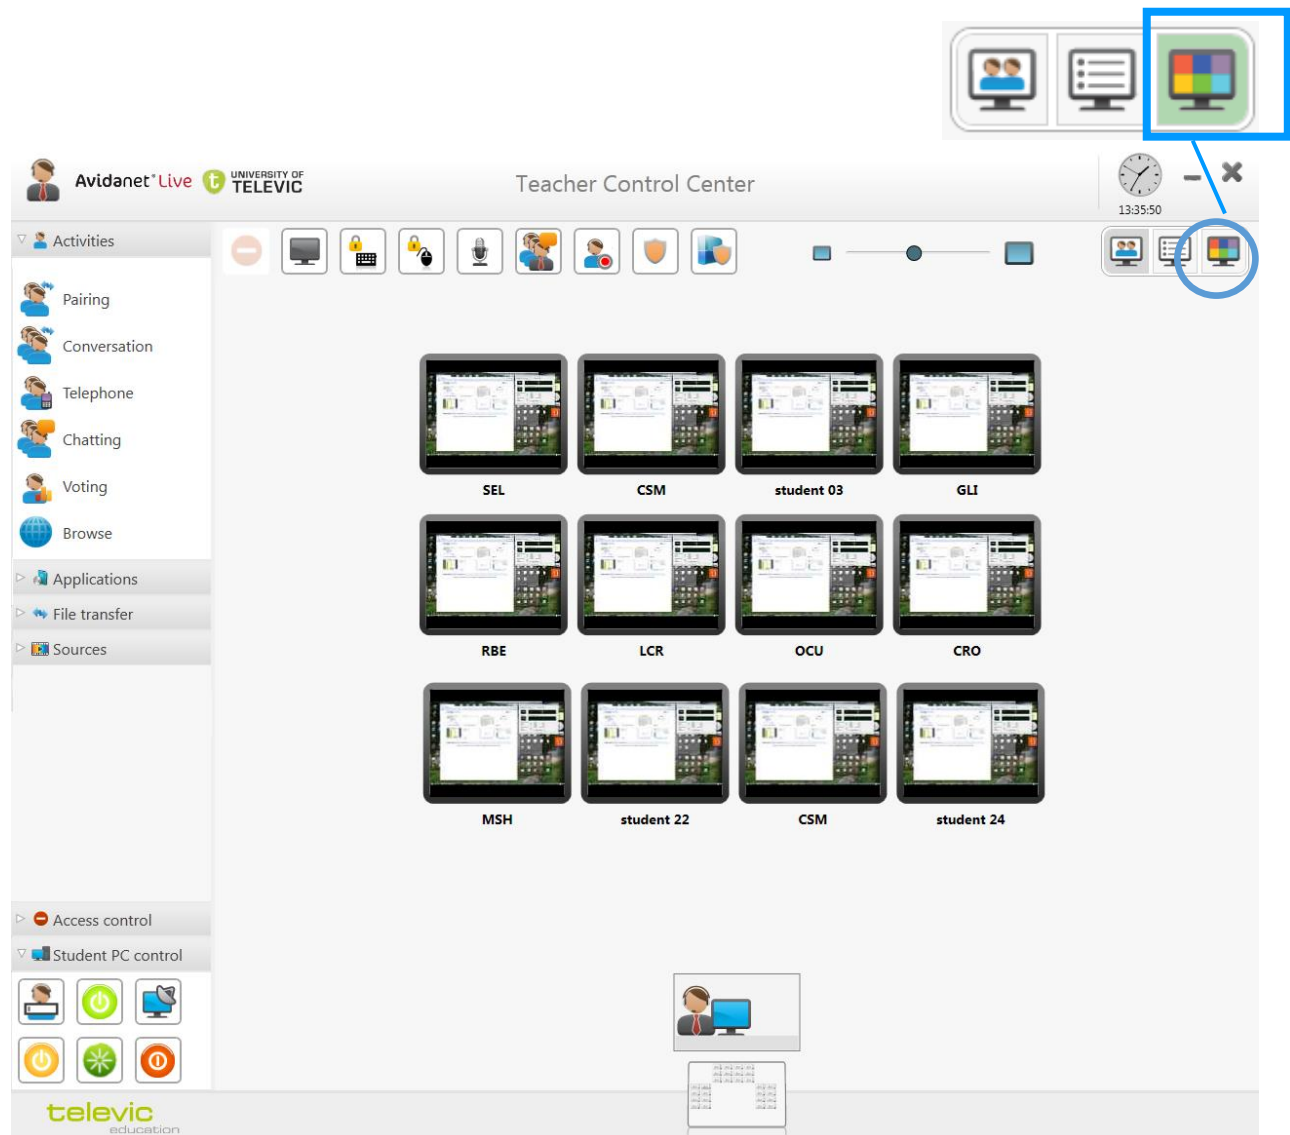 Avidanet® Live
UNIVERSITY OF
TELEVIC
Teacher Control Center
13:35:50
Activities
Pairing
Conversation
Telephone
Chatting
Voting
Browse
Applications
File transfer
Sources
SEL
CSM
student 03
GLI
RBE
LCR
OCU
CRO
MSH
student 22
CSM
student 24
Access control
Student PC control
televic
education